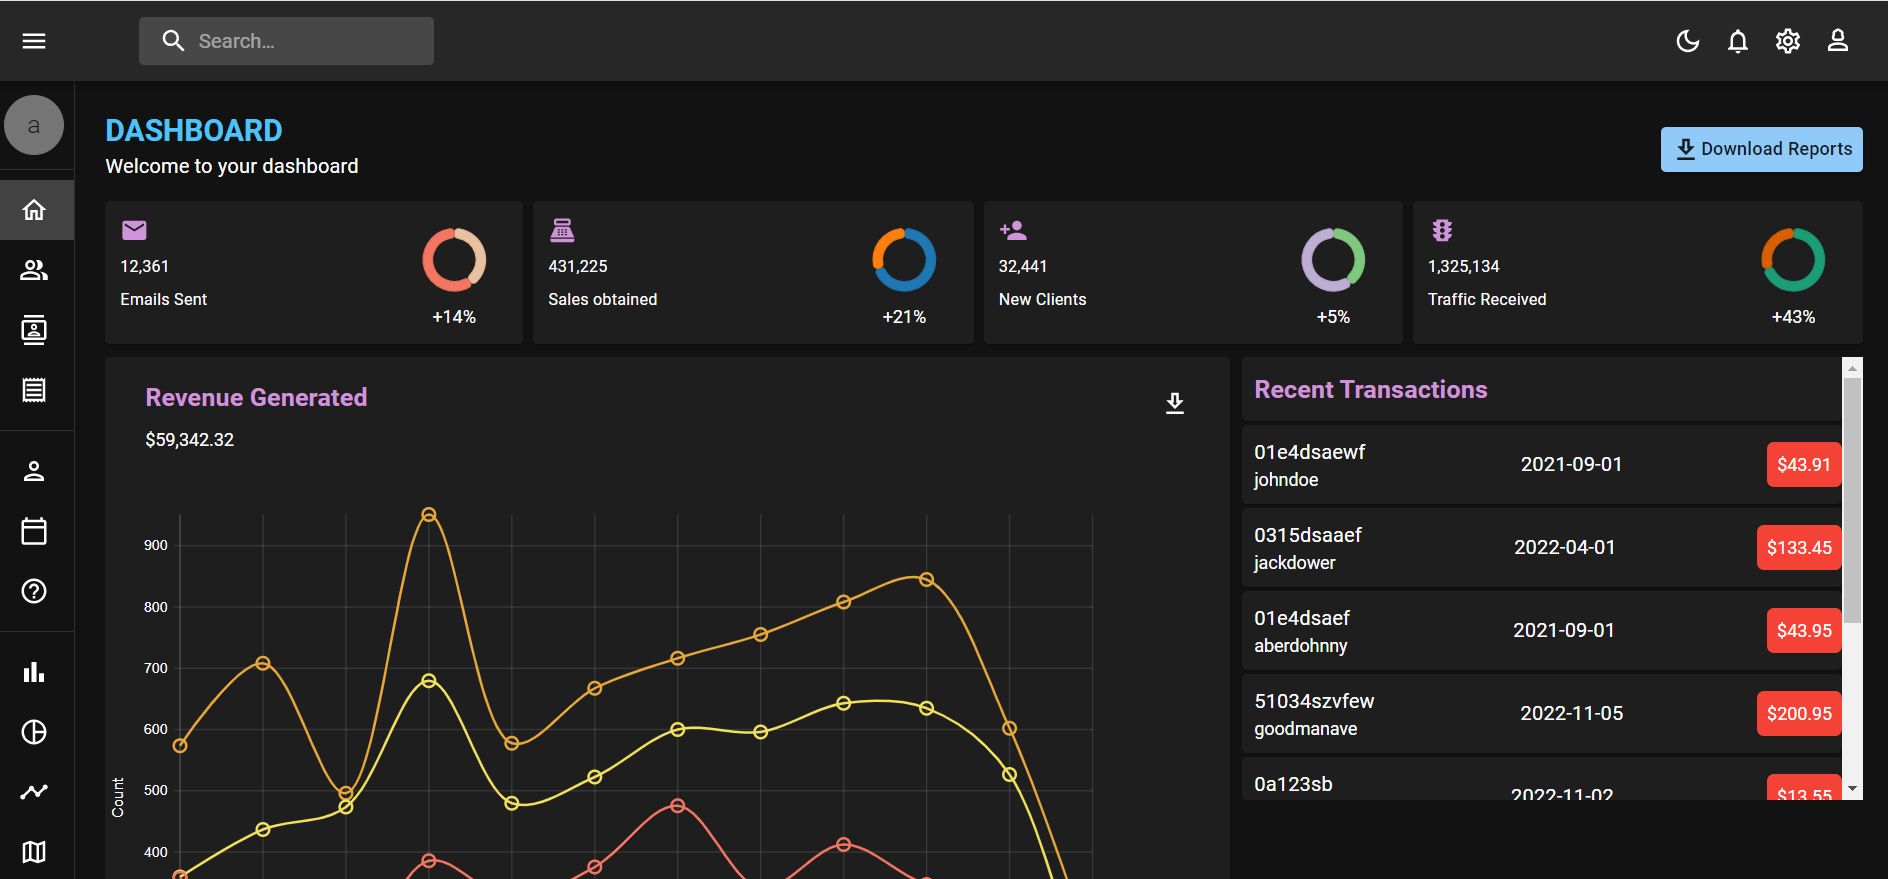 Search...
a
DASHBOARD
Welcome to your dashboard
Download Reports
12,361
Emails Sent
+14%
431,225
Sales obtained
+21%
32,441
New Clients
+5%
1,325,134
Traffic Received
+43%
Revenue Generated
$59,342.32
900
800
700
600
500
400
Count
Recent Transactions
01e4dsaewf
johndoe
2021-09-01
$43.91
0315dsaaef
jackdower
2022-04-01
$133.45
01e4dsaef
aberdohnny
2021-09-01
$43.95
51034szvfew
goodmanave
2022-11-05
$200.95
0a123sb
2022-11-02
$13.55